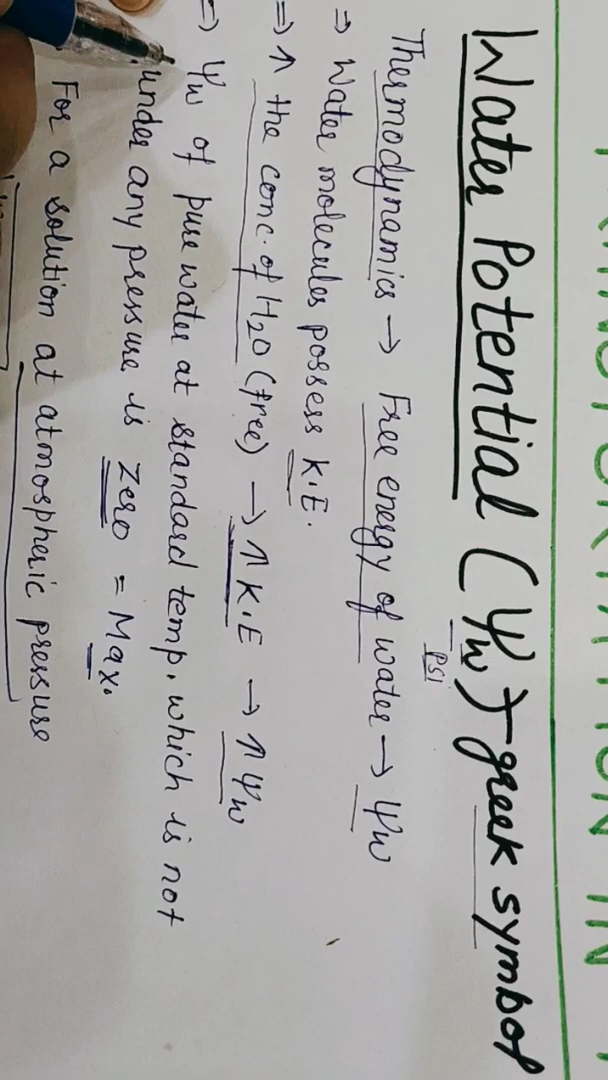 Water Potential (Ψw) → greek symbol
Psi
Thermodynamics → Free energy of water → Ψw
⇒ Water molecules possess K.E.
⇒ ↑ the conc. of H2O (free) → ↑ K.E → ↑ Ψw
⇒ Ψw of pure water at standard temp. which is not
under any pressure is Zero = Max.
For a solution at atmospheric pressure